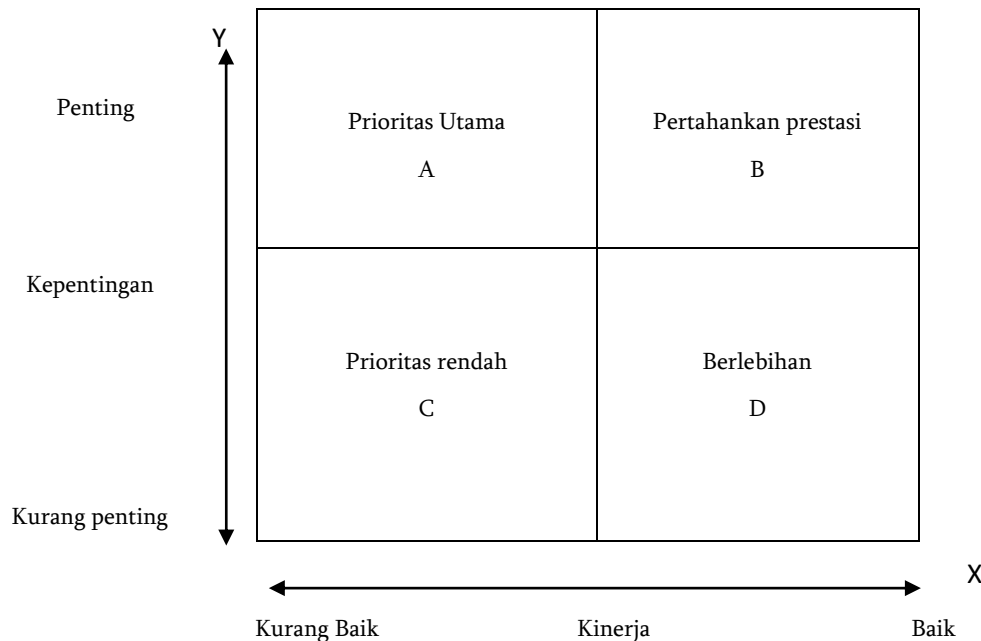 Y
Penting
Prioritas Utama
A
Pertahankan prestasi
B
Kepentingan
Prioritas rendah
C
Berlebihan
D
Kurang penting
X
Kurang Baik
Kinerja
Baik